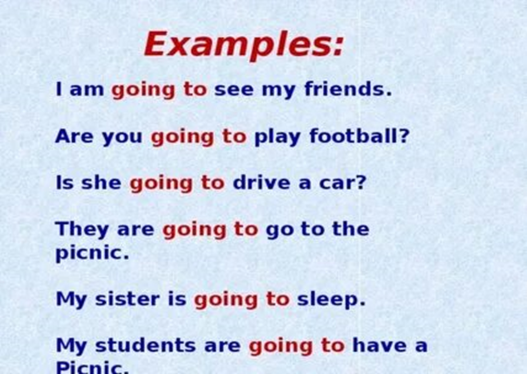 Examples:
I am going to see my friends.
Are you going to play football?
Is she going to drive a car?
They are going to go to the
picnic.
My sister is going to sleep.
My students are going to have a
Picnic.